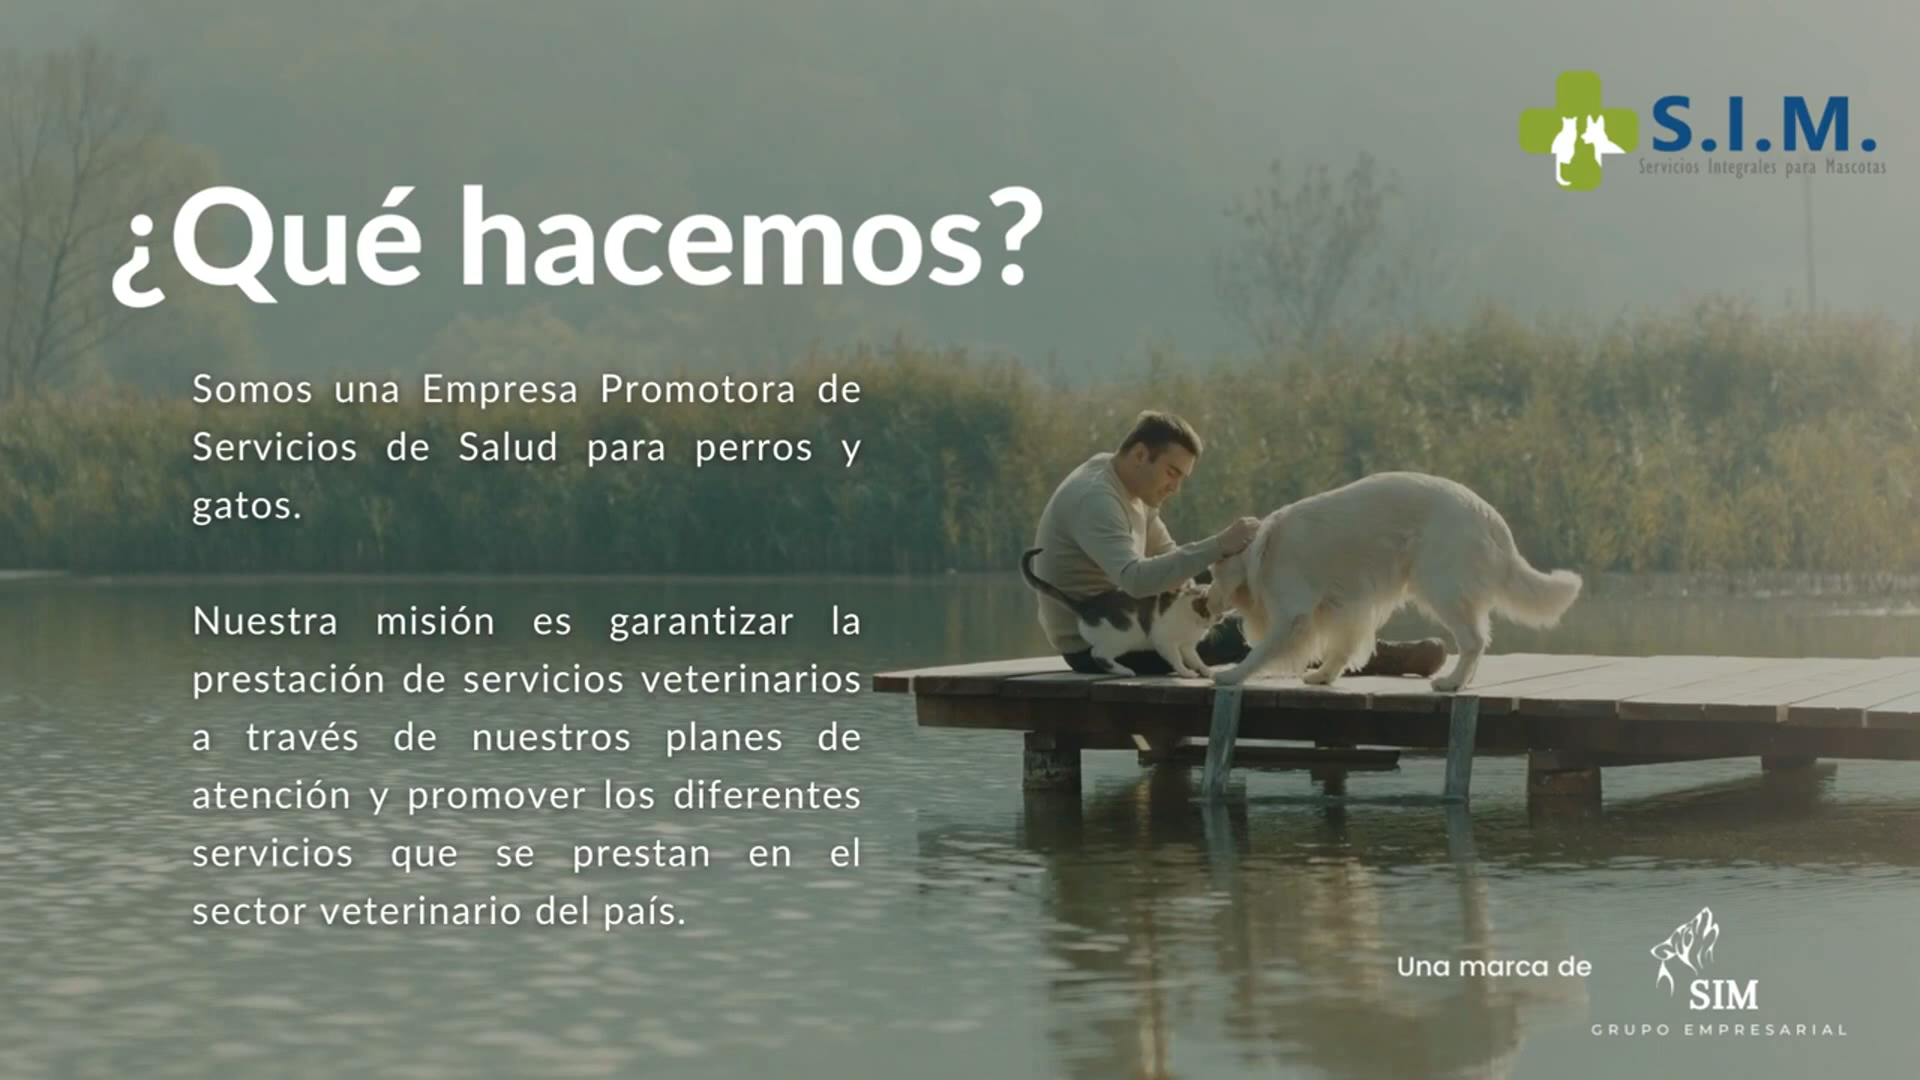 S.I.M.
Servicios Integrales para Mascotas
¿Qué hacemos?
Somos una Empresa Promotora de
Servicios de Salud para perros y
gatos.
Nuestra misión es garantizar la
prestación de servicios veterinarios
a través de nuestros planes de
atención y promover los diferentes
servicios que se prestan en el
sector veterinario del país.
Una marca de
SIM
GRUPO EMPRESARIAL